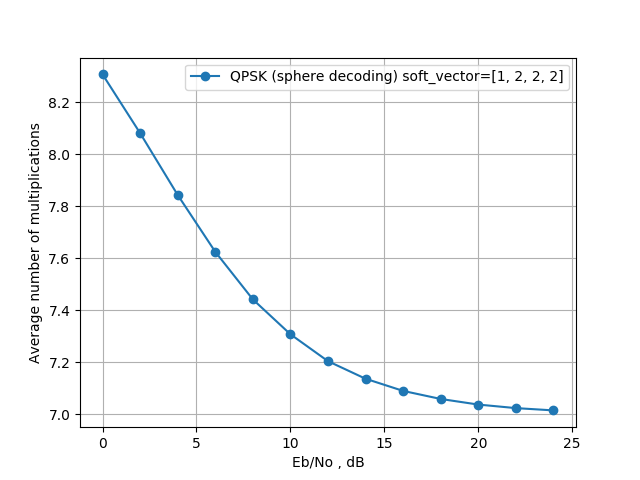 QPSK (sphere decoding) soft_vector=[1, 2, 2, 2]
Average number of multiplications
8.2
8.0
7.8
7.6
7.4
7.2
7.0
0 5 10 15 20 25
Eb/No , dB